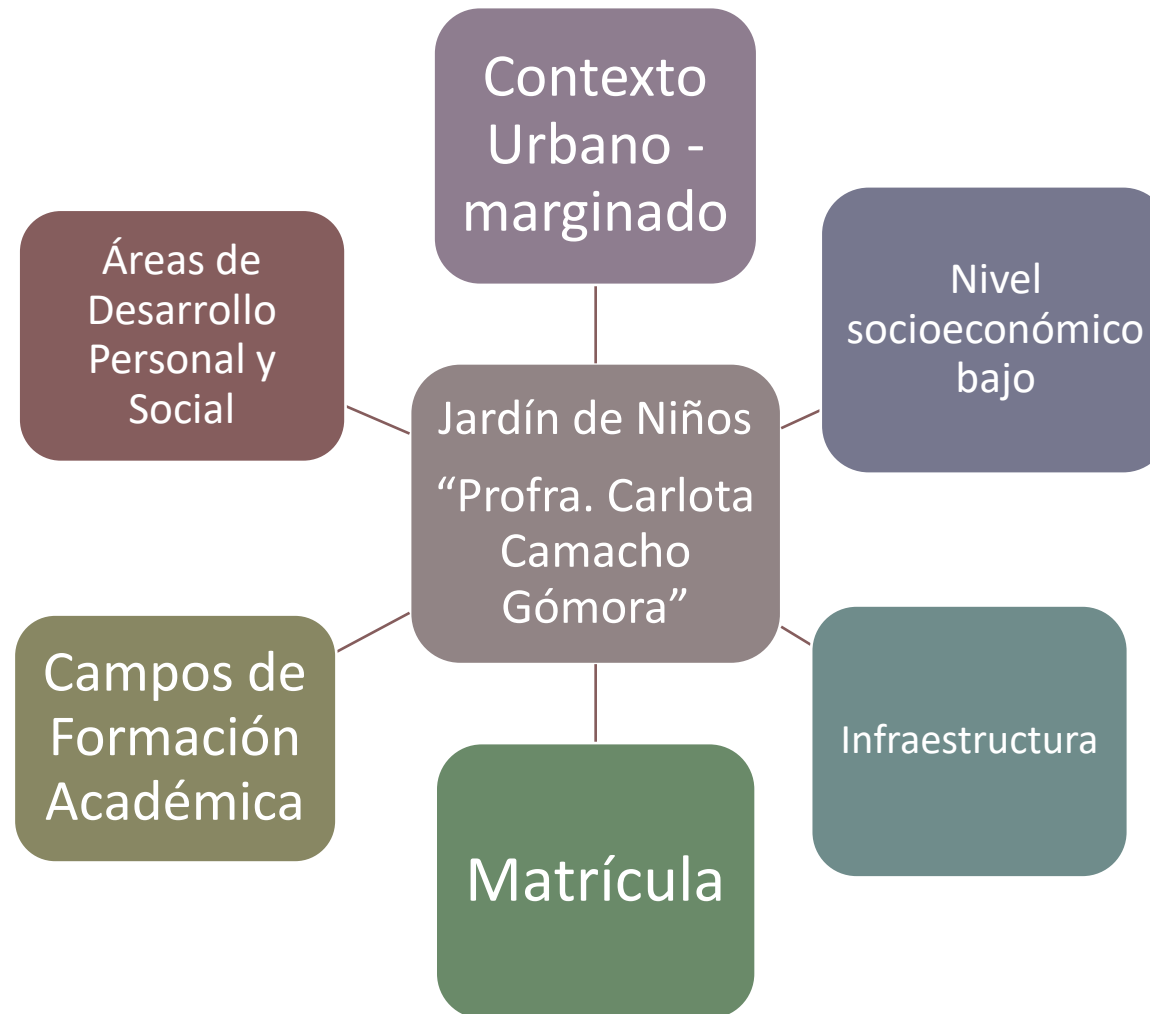 Contexto
Urbano -
marginado
Áreas de
Desarrollo
Personal y
Social
Nivel
socioeconómico
bajo
Jardín de Niños
“Profra. Carlota
Camacho
Gómora”
Campos de
Formación
Académica
Infraestructura
Matrícula